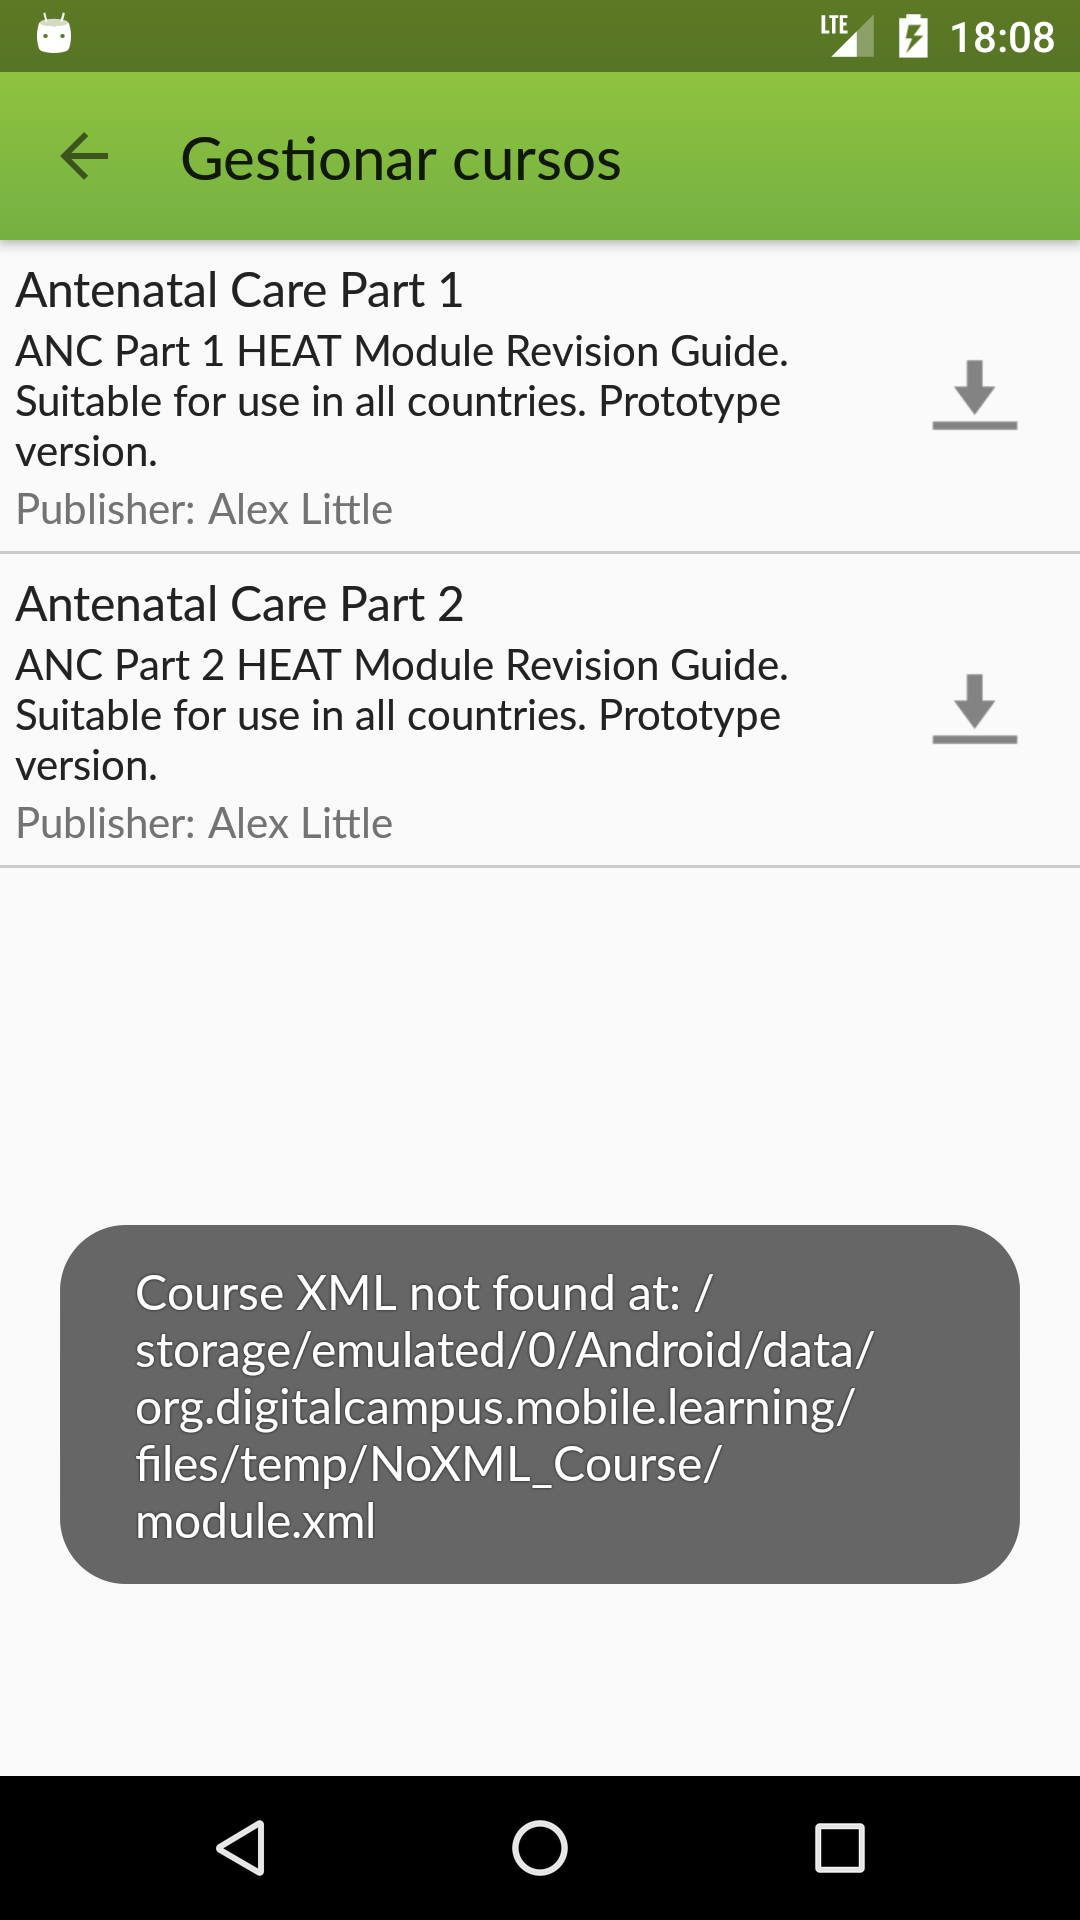 LTE 18:08
Gestionar cursos
Antenatal Care Part 1
ANC Part 1 HEAT Module Revision Guide.
Suitable for use in all countries. Prototype
version.
Publisher: Alex Little
Antenatal Care Part 2
ANC Part 2 HEAT Module Revision Guide.
Suitable for use in all countries. Prototype
version.
Publisher: Alex Little
Course XML not found at: /
storage/emulated/0/Android/data/
org.digitalcampus.mobile.learning/
files/temp/NoXML_Course/
module.xml